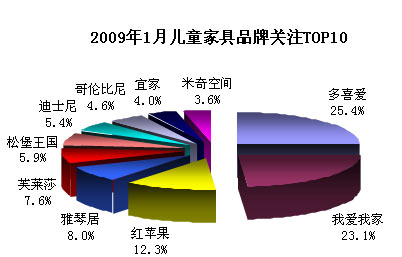 2009年1月儿童家具品牌关注TOP10
多喜爱
25.4%
我爱我家
23.1%
红苹果
12.3%
雅琴居
8.0%
芙莱莎
7.6%
松堡王国
5.9%
迪士尼
5.4%
哥伦比尼
4.6%
宜家
4.0%
米奇空间
3.6%